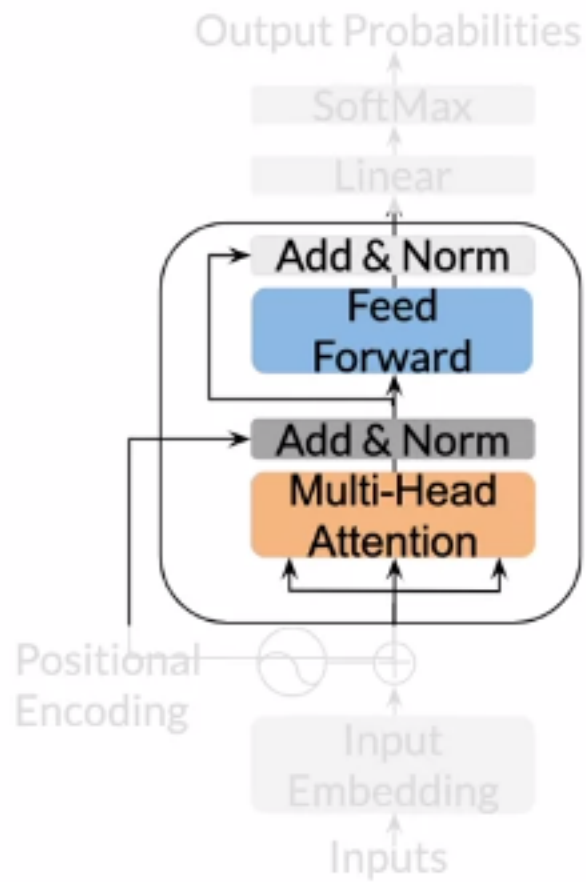 Output Probabilities
SoftMax
Linear
Add & Norm
Feed
Forward
Add & Norm
Multi-Head
Attention
Positional
Encoding
Input
Embedding
Inputs